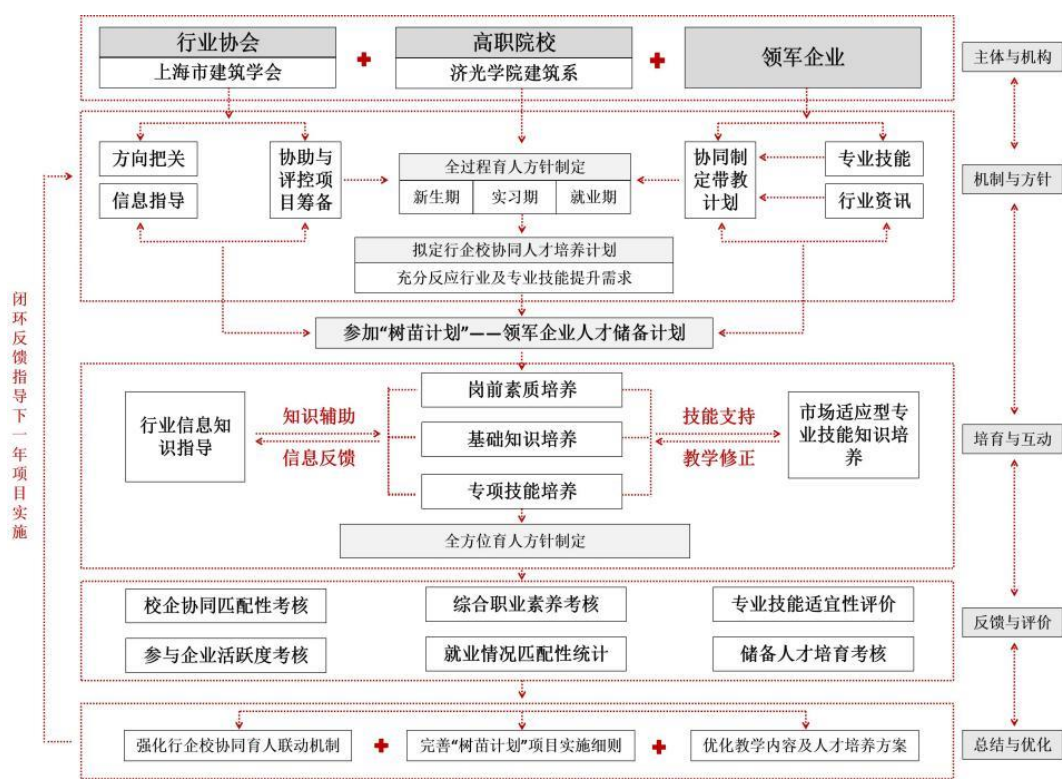 行业协会
上海市建筑学会
高职院校
济光学院建筑系
领军企业
主体与机构
方向把关
信息指导
协助与
评控项
目筹备
全过程育人方针制定
新生期
实习期
就业期
协同制
定带教
计划
专业技能
行业资讯
机制与方针
拟定行企校协同人才培养计划
充分反应行业及专业技能提升需求
参加“树苗计划”——领军企业人才储备计划
闭环反馈指导下一年项目实施
行业信息知
识指导
知识辅助
信息反馈
岗前素质培养
基础知识培养
专项技能培养
技能支持
教学修正
市场适应型专
业技能知识培
养
培育与互动
全方位育人方针制定
校企协同匹配性考核
综合职业素养考核
专业技能适宜性评价
参与企业活跃度考核
就业情况匹配性统计
储备人才培育考核
反馈与评价
强化行企校协同育人联动机制
完善“树苗计划”项目实施细则
优化教学内容及人才培养方案
总结与优化